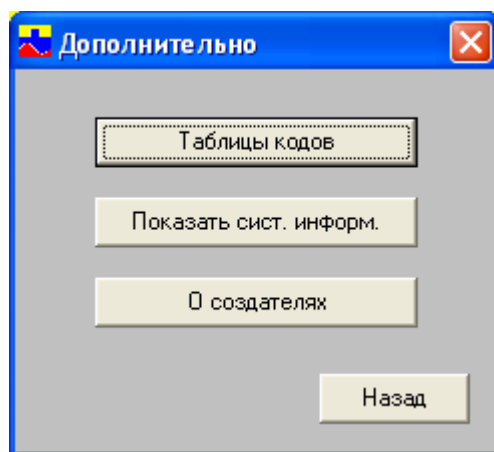 Дополнительно
Таблицы кодов
Показать сист. информ.
О создателях
Назад